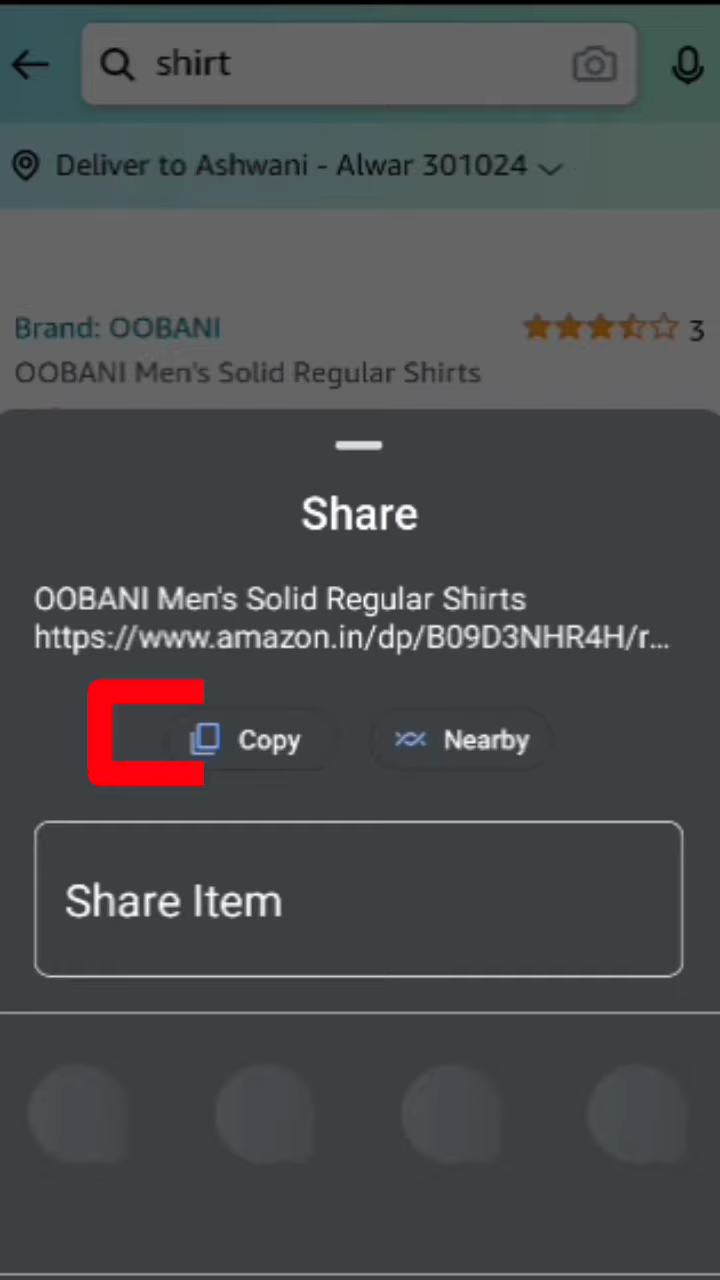 shirt
Deliver to Ashwani - Alwar 301024
Brand: OOBANI
3
OOBANI Men's Solid Regular Shirts
Share
OOBANI Men's Solid Regular Shirts
https://www.amazon.in/dp/B09D3NHR4H/r...
Copy
Nearby
Share Item